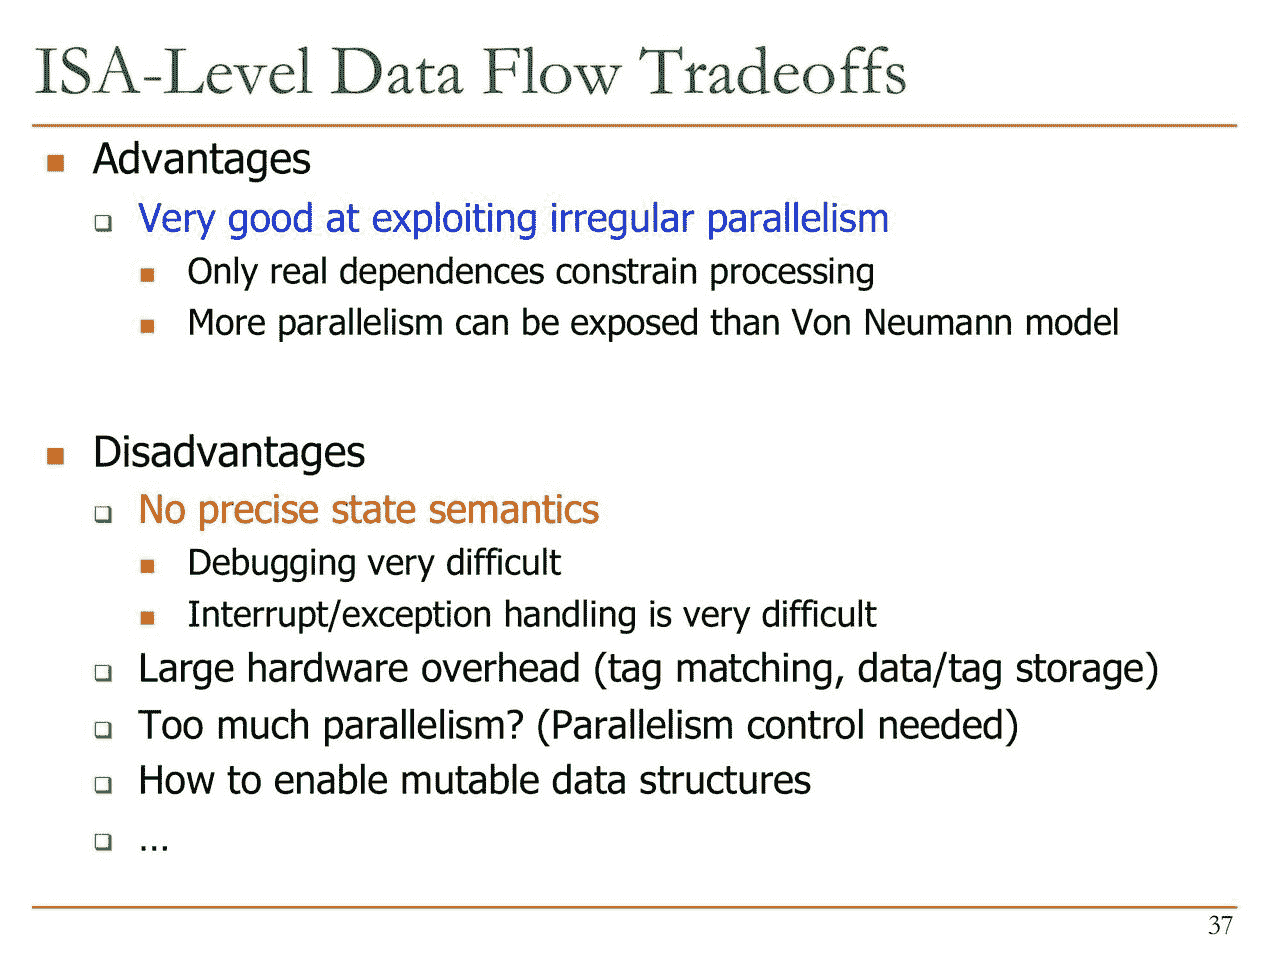 ISA-Level Data Flow Tradeoffs
Advantages
Very good at exploiting irregular parallelism
Only real dependences constrain processing
More parallelism can be exposed than Von Neumann model
Disadvantages
No precise state semantics
Debugging very difficult
Interrupt/exception handling is very difficult
Large hardware overhead (tag matching, data/tag storage)
Too much parallelism? (Parallelism control needed)
How to enable mutable data structures
...
37